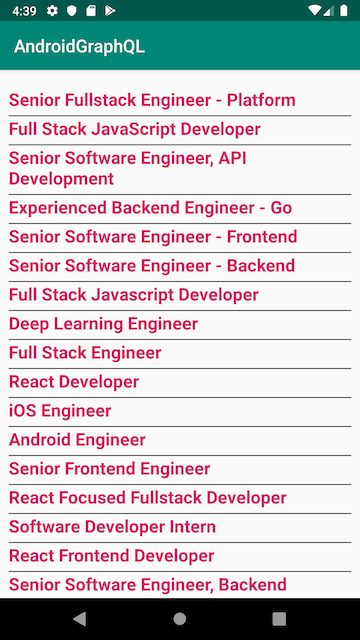 4:39
AndroidGraphQL
Senior Fullstack Engineer - Platform
Full Stack JavaScript Developer
Senior Software Engineer, API
Development
Experienced Backend Engineer - Go
Senior Software Engineer - Frontend
Senior Software Engineer - Backend
Full Stack Javascript Developer
Deep Learning Engineer
Full Stack Engineer
React Developer
iOS Engineer
Android Engineer
Senior Frontend Engineer
React Focused Fullstack Developer
Software Developer Intern
React Frontend Developer
Senior Software Engineer, Backend